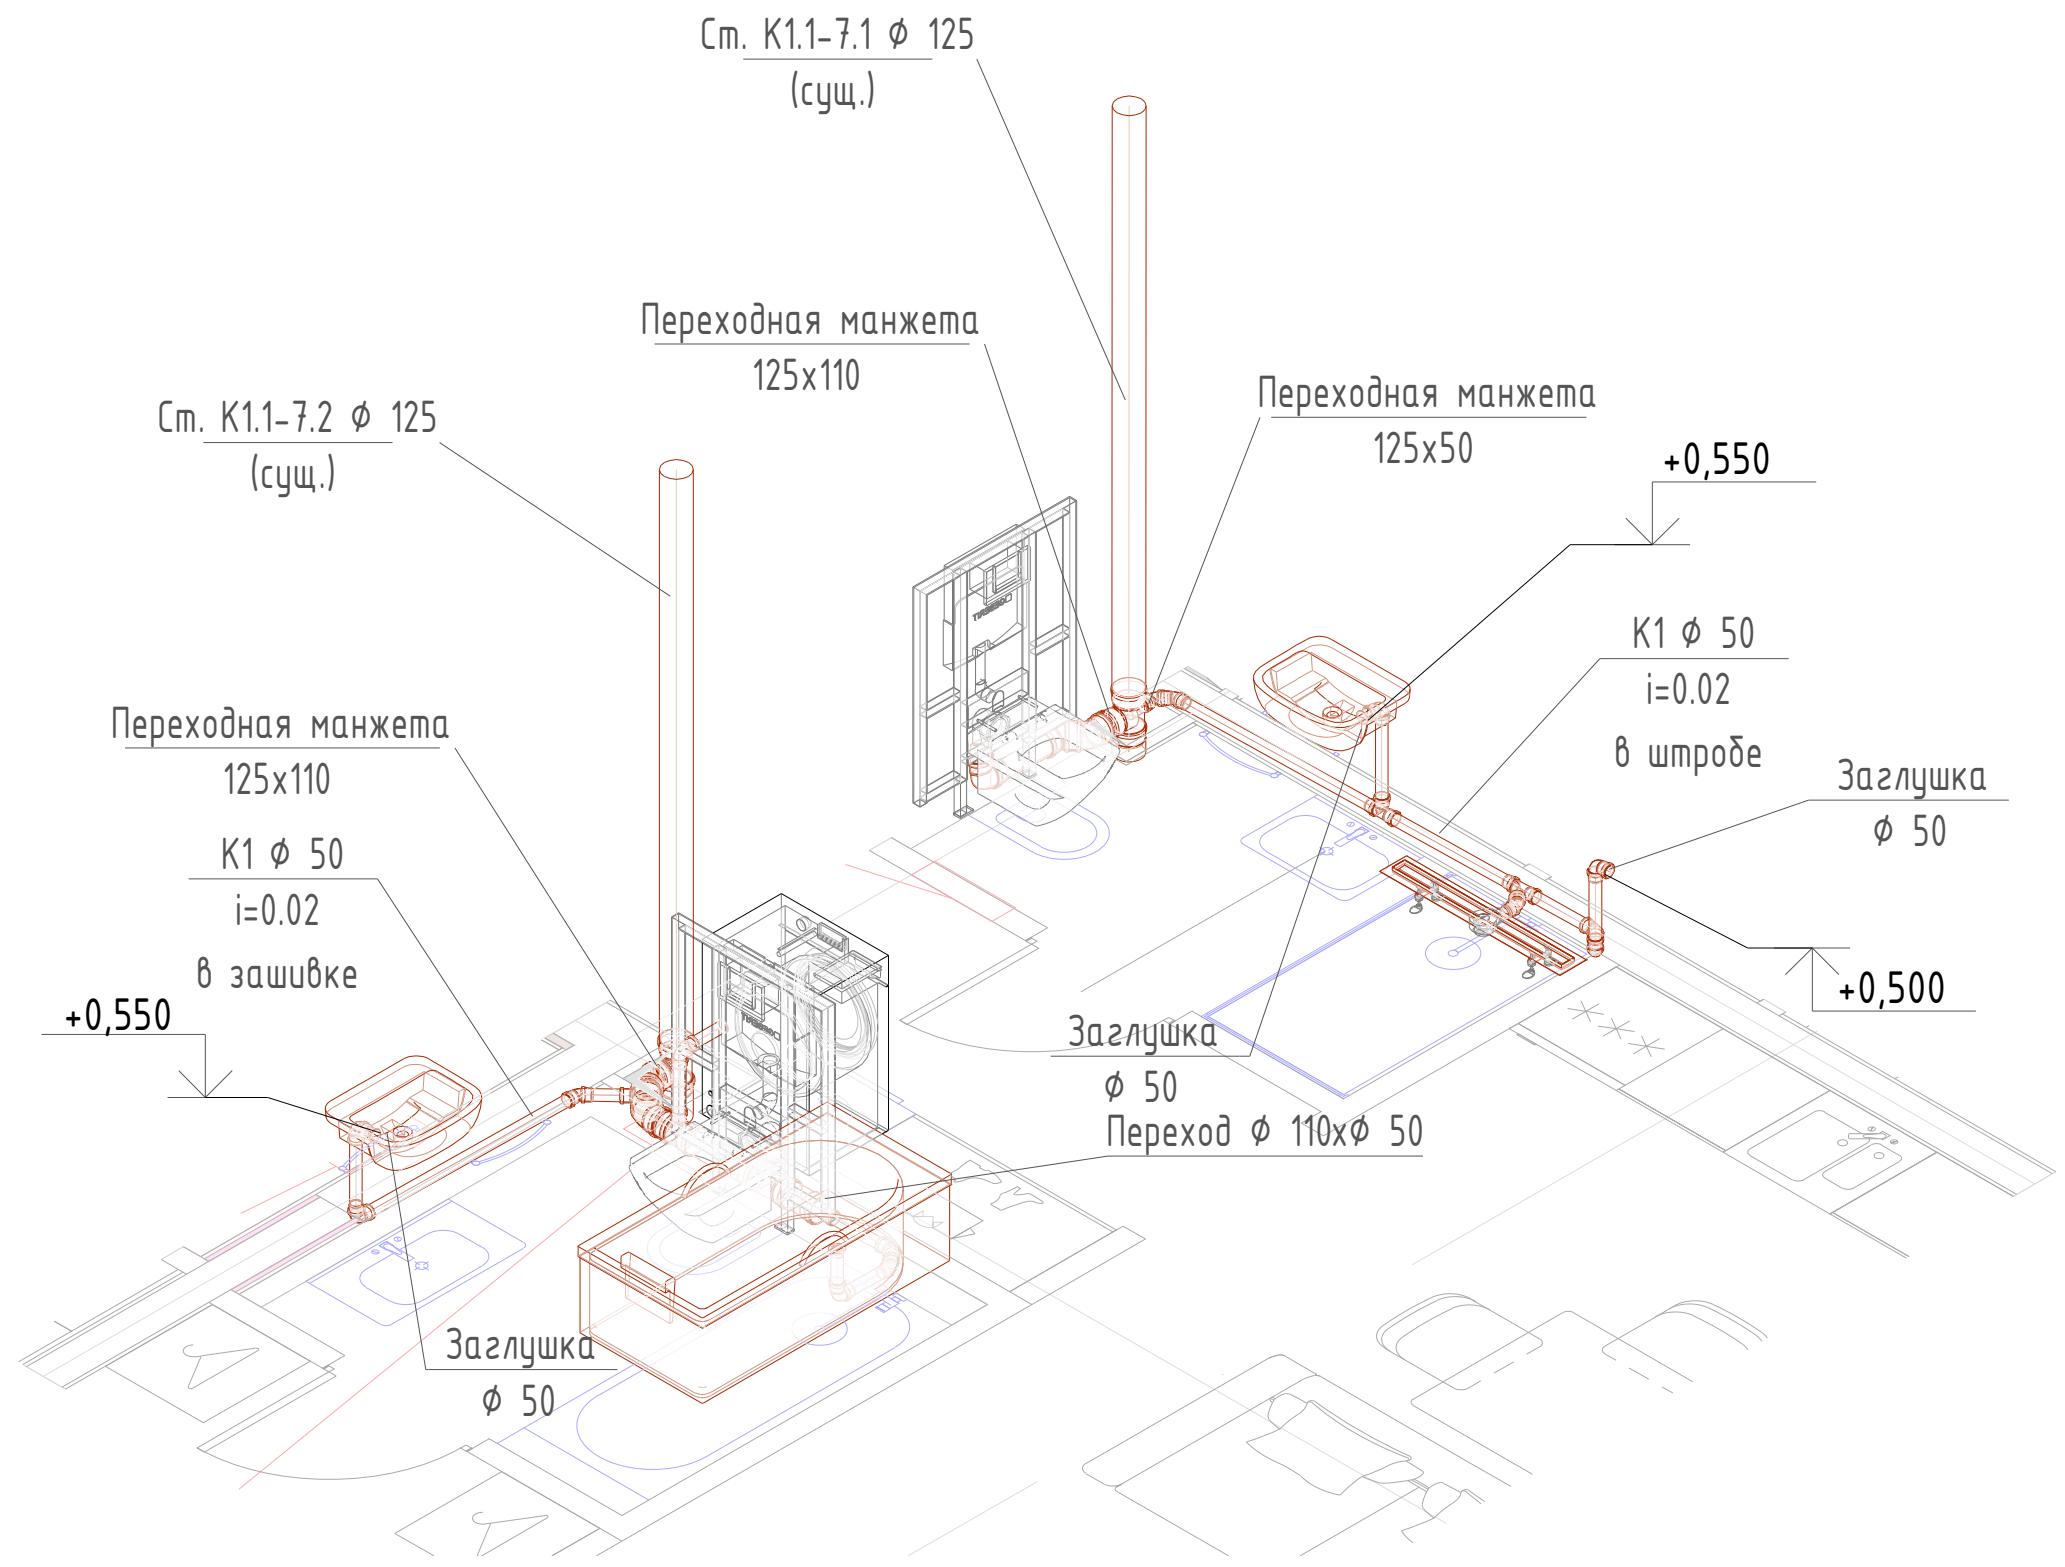 Ст. К1.1-7.1 Ф 125
(сущ.)
Переходная манжета
125х110
Переходная манжета
125х50
Ст. К1.1-7.2 Ф 125
(сущ.)
+0,550
К1 Ф 50
i=0.02
в штробе
Заглушка
Ф 50
Переходная манжета
125х110
К1 Ф 50
i=0.02
в зашивке
+0,550
+0,500
Заглушка
Ф 50
Переход Ф 110хФ 50
Заглушка
Ф 50